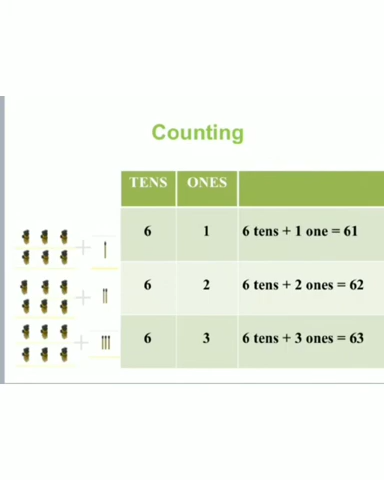 Counting
TENS ONES
+ 6 1 6 tens + 1 one = 61
+ 6 2 6 tens + 2 ones = 62
+ 6 3 6 tens + 3 ones = 63